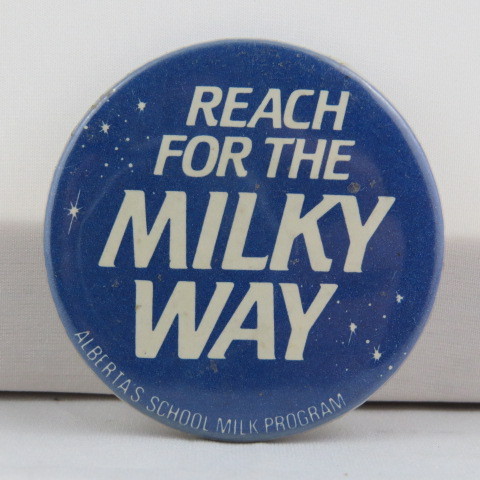 REACH
FOR THE
MILKY
WAY
ALBERTA'S SCHOOL MILK PROGRAM